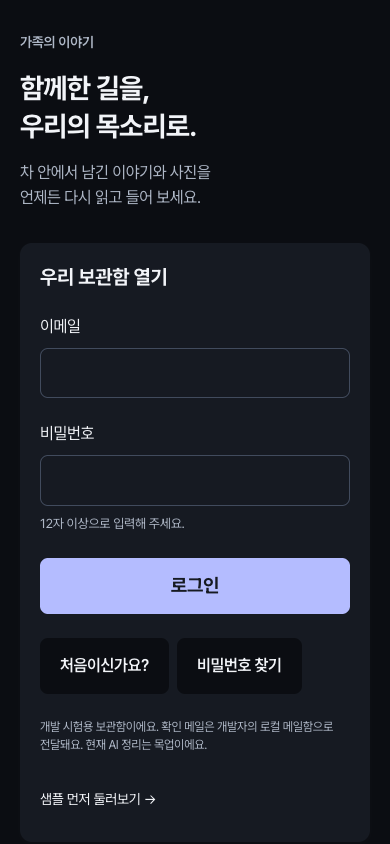 가족의 이야기
함께한 길을,
우리의 목소리로.
차 안에서 남긴 이야기와 사진을
언제든 다시 읽고 들어 보세요.
우리 보관함 열기
이메일
비밀번호
12자 이상으로 입력해 주세요.
로그인
처음이신가요? 비밀번호 찾기
개발 시험용 보관함이에요. 확인 메일은 개발자의 로컬 메일함으로
전달돼요. 현재 AI 정리는 목업이에요.
샘플 먼저 둘러보기 →